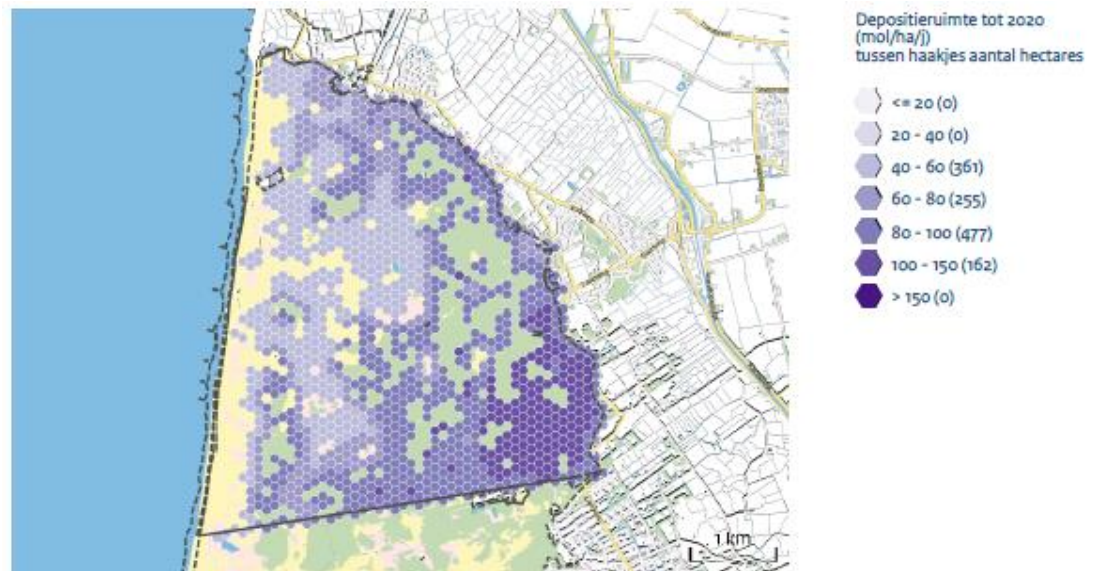 Depositieruimte tot 2020
(mol/ha/j)
tussen haakjes aantal hectares
<= 20 (0)
20 - 40 (0)
40 - 60 (361)
60 - 80 (255)
80 - 100 (477)
100 - 150 (162)
> 150 (0)
1 km